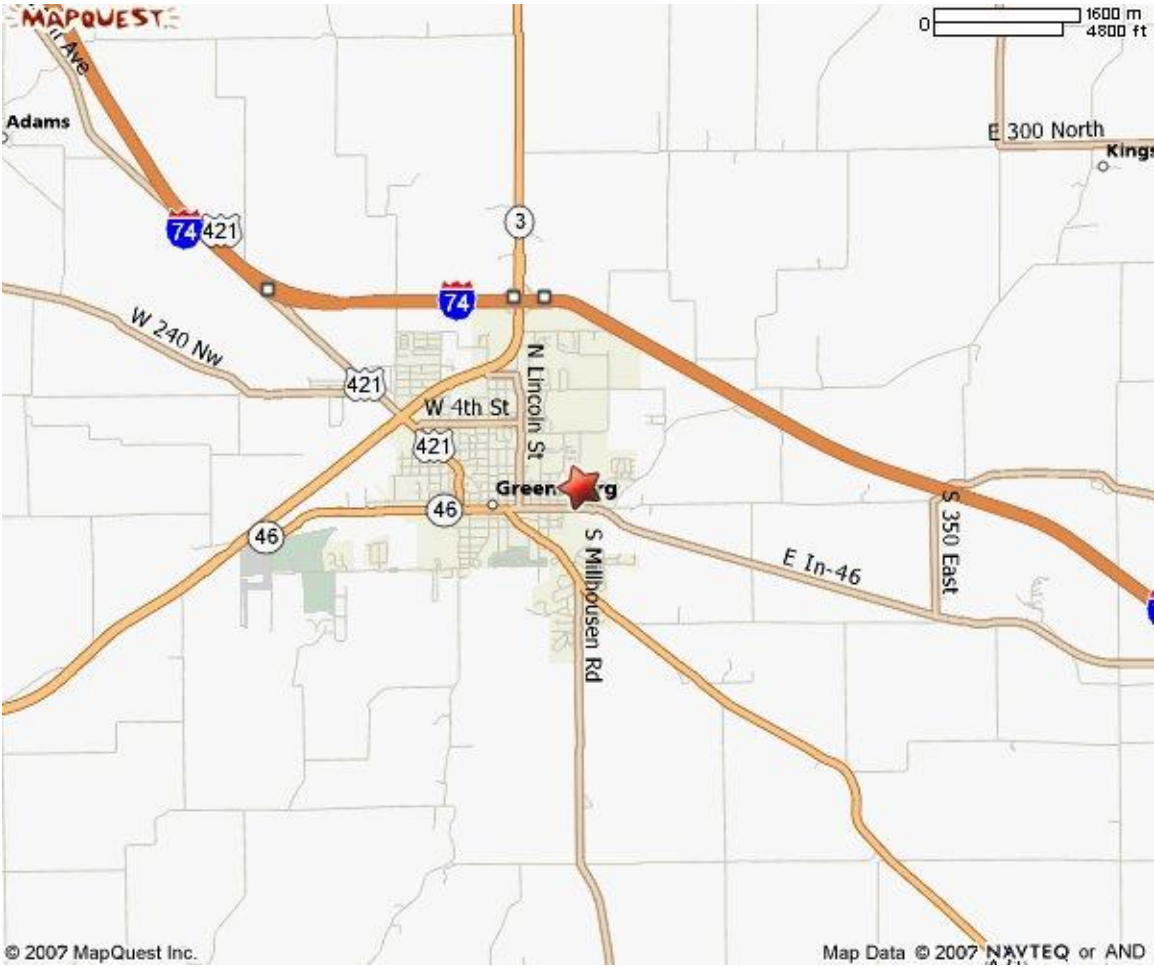 MAPQUEST
0
1600 m
4800 ft
Ave
Adams
E 300 North
Kings
3
74
421
74
W 240 Nw
N Lincoln St
421
W 4th St
421
46
46
S 350 East
E In-46
S Millhousen Rd
© 2007 MapQuest Inc.
Map Data © 2007 NAVTEQ or AND